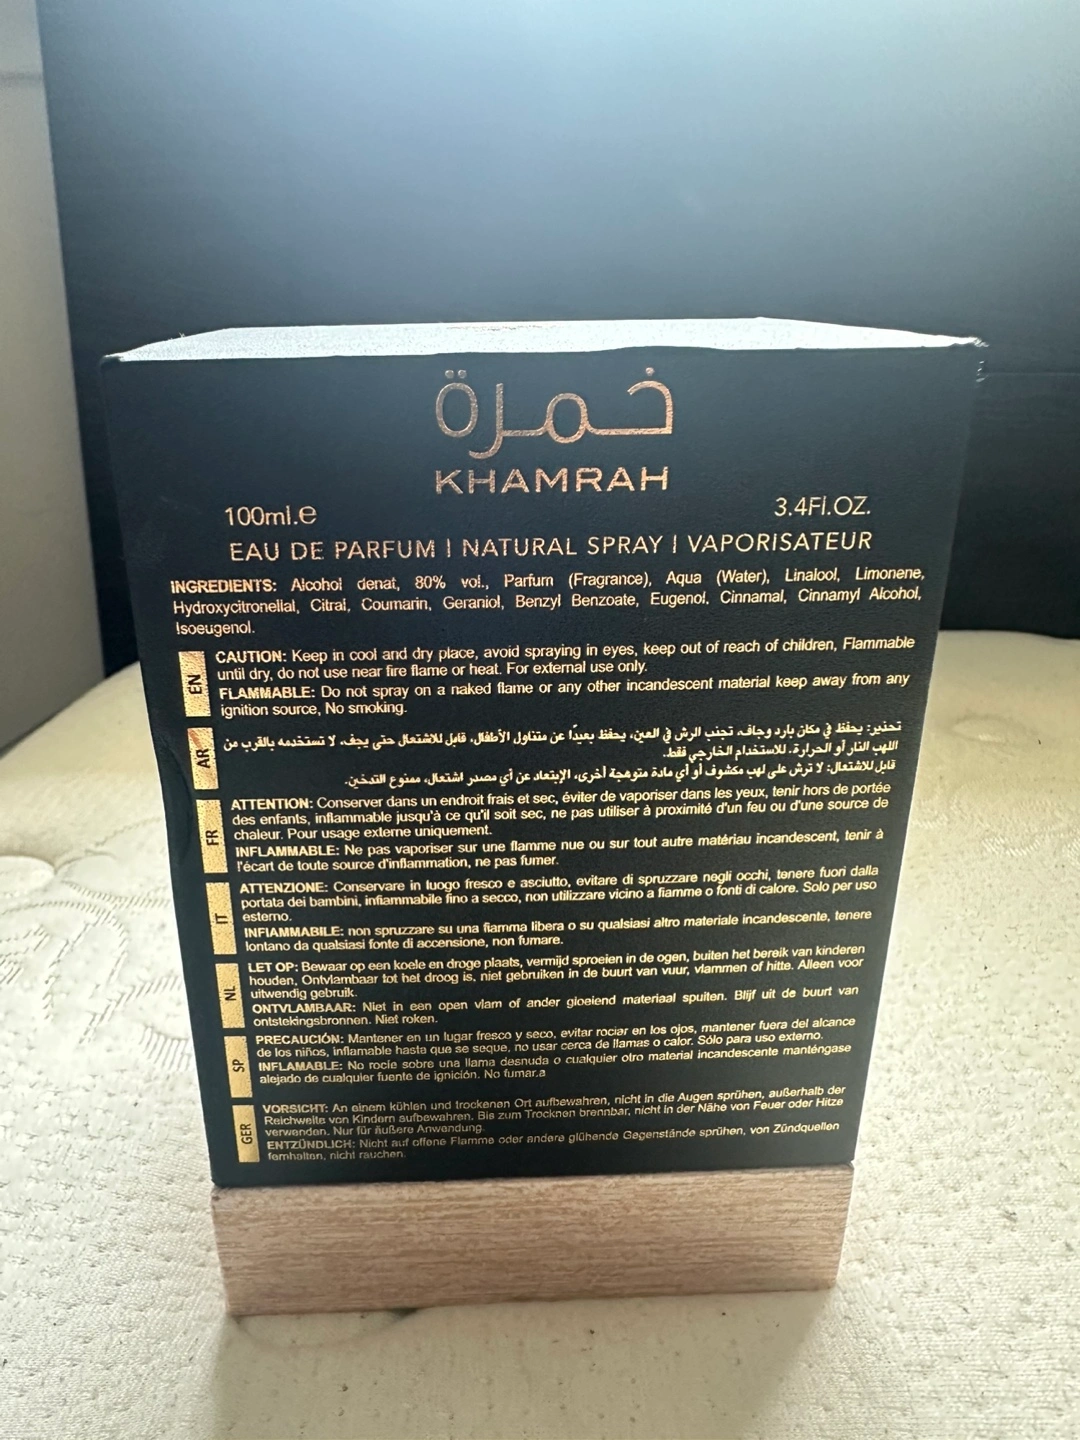 خمرة
KHAMRAH
100ml.e 3.4Fl.OZ.
EAU DE PARFUM | NATURAL SPRAY | VAPORISATEUR
INGREDIENTS: Alcohol denat, 80% vol., Parfum (Fragrance), Aqua (Water), Linalool, Limonene,
Hydroxycitronellal, Citral, Coumarin, Geraniol, Benzyl Benzoate, Eugenol, Cinnamal, Cinnamyl Alcohol,
Isoeugenol.
EN
CAUTION: Keep in cool and dry place, avoid spraying in eyes, keep out of reach of children, Flammable
until dry, do not use near fire flame or heat. For external use only.
FLAMMABLE: Do not spray on a naked flame or any other incandescent material keep away from any
ignition source, No smoking.
AR
تحذير: يحفظ في مكان بارد وجاف، تجنب الرش في العين، يحفظ بعيداً عن متناول الأطفال، قابل للاشتعال حتى يجف، لا تستخدمه بالقرب من
اللهب النار أو الحرارة. للاستخدام الخارجي فقط.
قابل للاشتعال: لا ترش على لهب مكشوف أو أي مادة متوهجة أخرى، الإبتعاد عن أي مصدر اشتعال، ممنوع التدخين.
FR
ATTENTION: Conserver dans un endroit frais et sec, éviter de vaporiser dans les yeux, tenir hors de portée
des enfants, inflammable jusqu'à ce qu'il soit sec, ne pas utiliser à proximité d'un feu ou d'une source de
chaleur. Pour usage externe uniquement.
INFLAMMABLE: Ne pas vaporiser sur une flamme nue ou sur tout autre matériau incandescent, tenir à
l'écart de toute source d'inflammation, ne pas fumer.
IT
ATTENZIONE: Conservare in luogo fresco e asciutto, evitare di spruzzare negli occhi, tenere fuori dalla
portata dei bambini, infiammabile fino a secco, non utilizzare vicino a fiamme o fonti di calore. Solo per uso
esterno.
INFIAMMABILE: non spruzzare su una fiamma libera o su qualsiasi altro materiale incandescente, tenere
lontano da qualsiasi fonte di accensione, non fumare.
NL
LET OP: Bewaar op een koele en droge plaats, vermijd sproeien in de ogen, buiten het bereik van kinderen
houden, Ontvlambaar tot het droog is, niet gebruiken in de buurt van vuur, vlammen of hitte. Alleen voor
uitwendig gebruik.
ONTVLAMBAAR: Niet in een open vlam of ander gloeiend materiaal spuiten. Blijf uit de buurt van
ontstekingsbronnen. Niet roken.
SP
PRECAUCIÓN: Mantener en un lugar fresco y seco, evitar rociar en los ojos, mantener fuera del alcance
de los niños, inflamable hasta que se seque, no usar cerca de llamas o calor. Sólo para uso externo.
INFLAMABLE: No rocíe sobre una llama desnuda o cualquier otro material incandescente manténgase
alejado de cualquier fuente de ignición. No fumar.a
GER
VORSICHT: An einem kühlen und trockenen Ort aufbewahren, nicht in die Augen sprühen, außerhalb der
Reichweite von Kindern aufbewahren. Bis zum Trocknen brennbar, nicht in der Nähe von Feuer oder Hitze
verwenden. Nur für äußere Anwendung.
ENTZÜNDLICH: Nicht auf offene Flamme oder andere glühende Gegenstände sprühen, von Zündquellen
fernhalten, nicht rauchen.